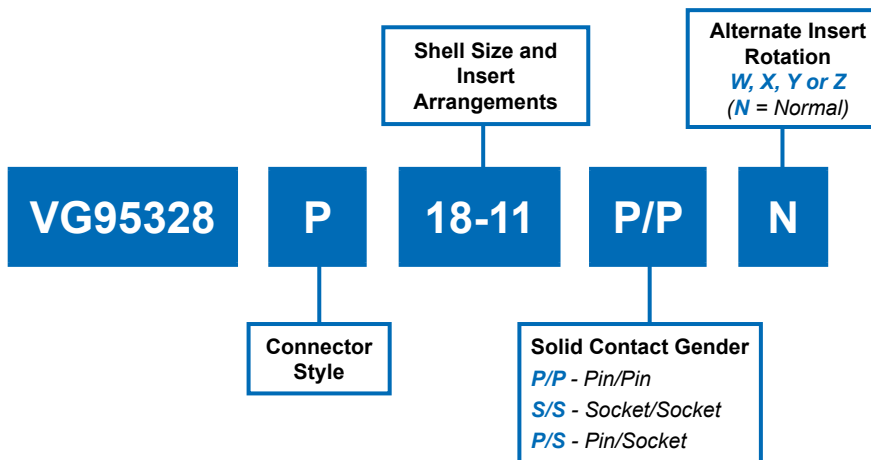 Shell Size and
Insert
Arrangements
Alternate Insert
Rotation
W, X, Y or Z
(N = Normal)
VG95328 P 18-11 P/P N
Connector
Style
Solid Contact Gender
P/P - Pin/Pin
S/S - Socket/Socket
P/S - Pin/Socket